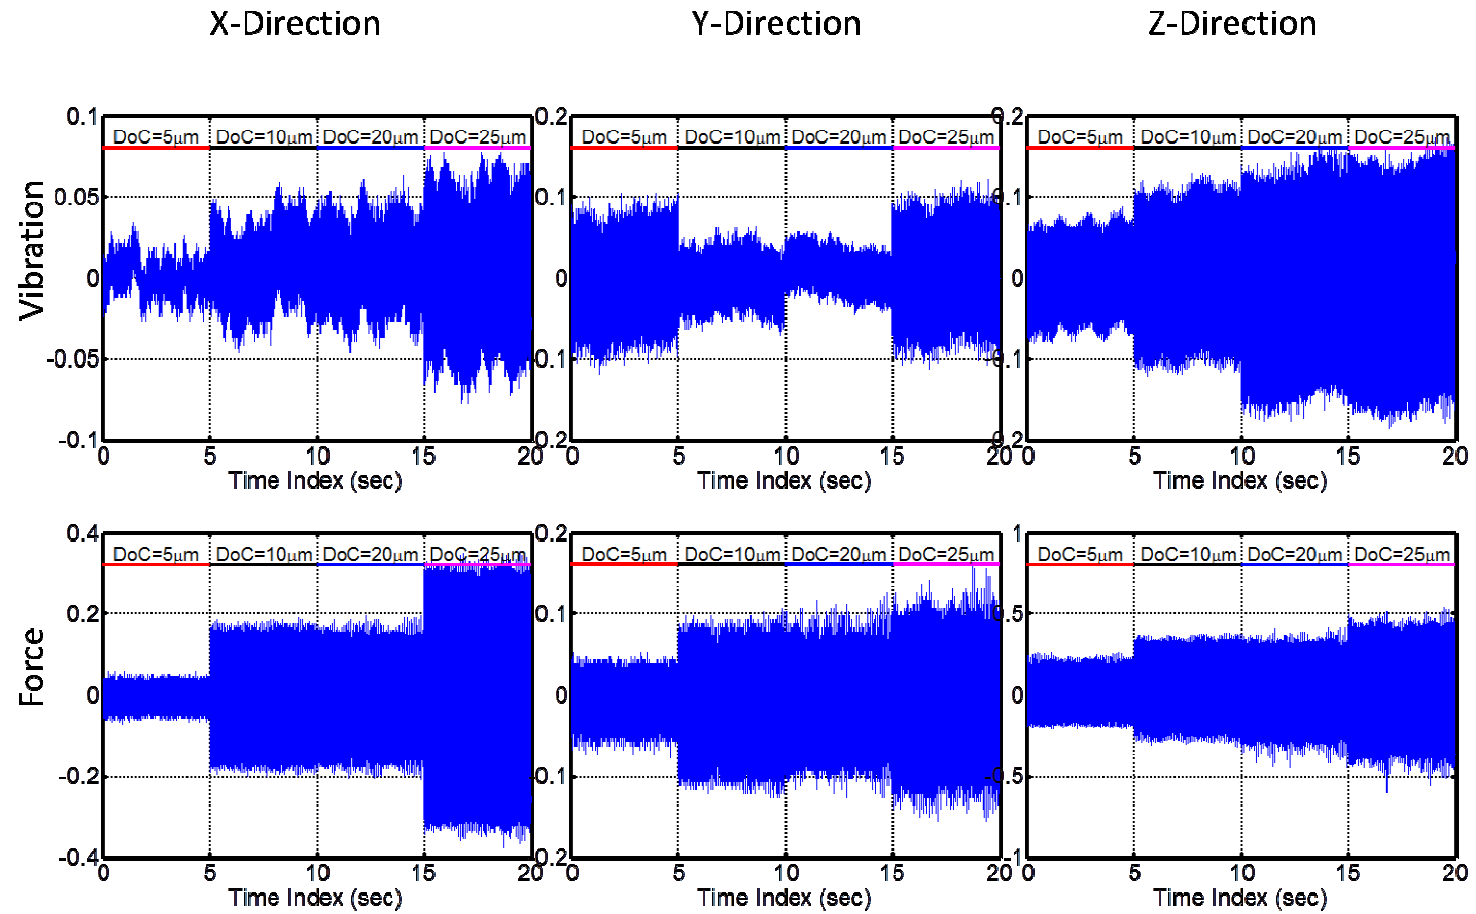 X-Direction Y-Direction Z-Direction
Vibration
0.1 0.2 0.2
DoC=5μm DoC=10μm DoC=20μm DoC=25μm DoC=5μm DoC=10μm DoC=20μm DoC=25μm DoC=5μm DoC=10μm DoC=20μm DoC=25μm
0.05 0.1 0.1
0 0 0
-0.05 -0.1 -0.1
-0.1 -0.2 -0.2
0 5 10 15 20 0 5 10 15 20 0 5 10 15 20
Time Index (sec) Time Index (sec) Time Index (sec)
Force
0.4 0.2 1
DoC=5μm DoC=10μm DoC=20μm DoC=25μm DoC=5μm DoC=10μm DoC=20μm DoC=25μm DoC=5μm DoC=10μm DoC=20μm DoC=25μm
0.2 0.1 0.5
0 0 0
-0.2 -0.1 -0.5
-0.4 -0.2 -1
0 5 10 15 20 0 5 10 15 20 0 5 10 15 20
Time Index (sec) Time Index (sec) Time Index (sec)